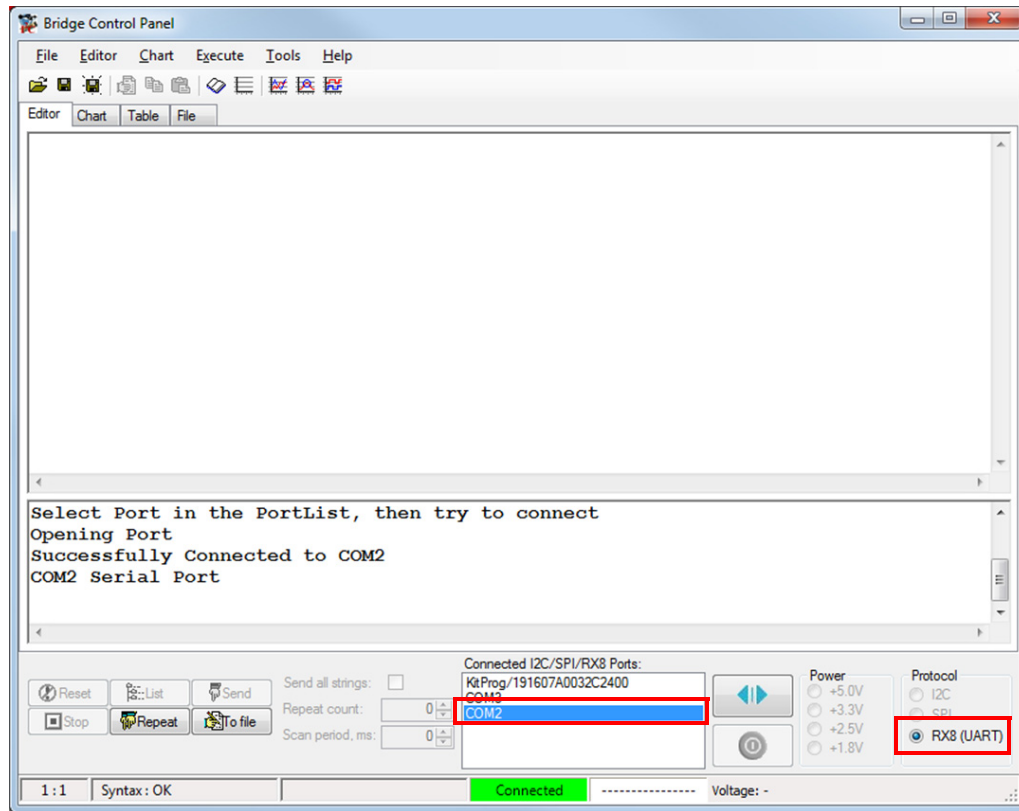 Bridge Control Panel
File Editor Chart Execute Tools Help
Editor Chart Table File
Select Port in the PortList, then try to connect
Opening Port
Successfully Connected to COM2
COM2 Serial Port
Connected I2C/SPI/RX8 Ports:
KitProg/191607A0032C2400
COM3
COM2
Reset List Send
Stop Repeat To file
Send all strings:
Repeat count: 0
Scan period, ms: 0
Power
+5.0V
+3.3V
+2.5V
+1.8V
Protocol
I2C
SPI
RX8 (UART)
1:1 Syntax : OK Connected --------------- Voltage: -